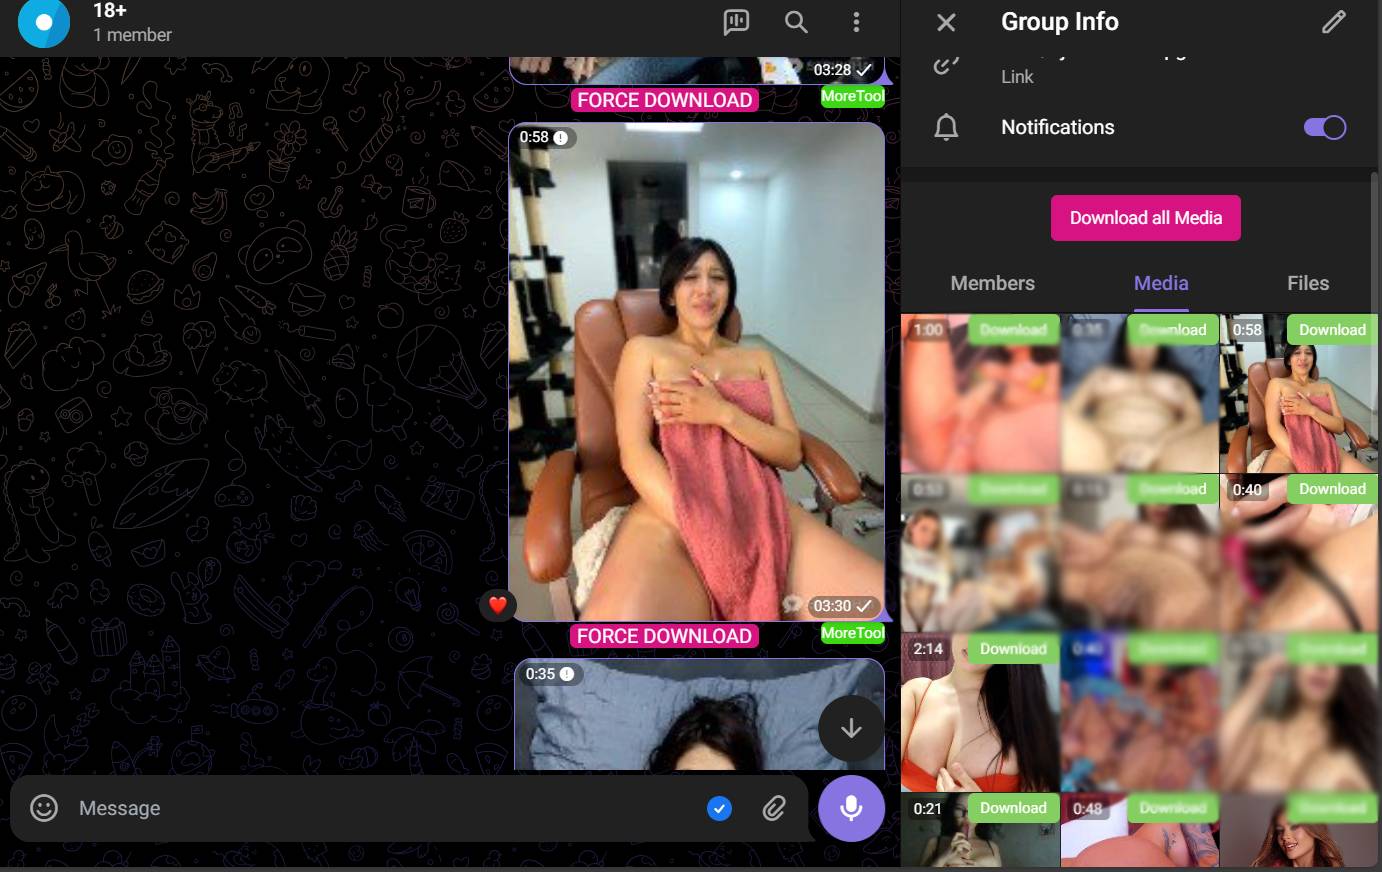 18+
1 member
03:28
FORCE DOWNLOAD
MoreTool
0:58
03:30
FORCE DOWNLOAD
MoreTool
0:35
Message
Group Info
Link
Notifications
Download all Media
Members
Media
Files
1:00
Download
0:35
Download
0:58
Download
0:53
Download
Download
0:40
Download
2:14
Download
0:40
Download
Download
0:21
Download
0:48
Download
Download